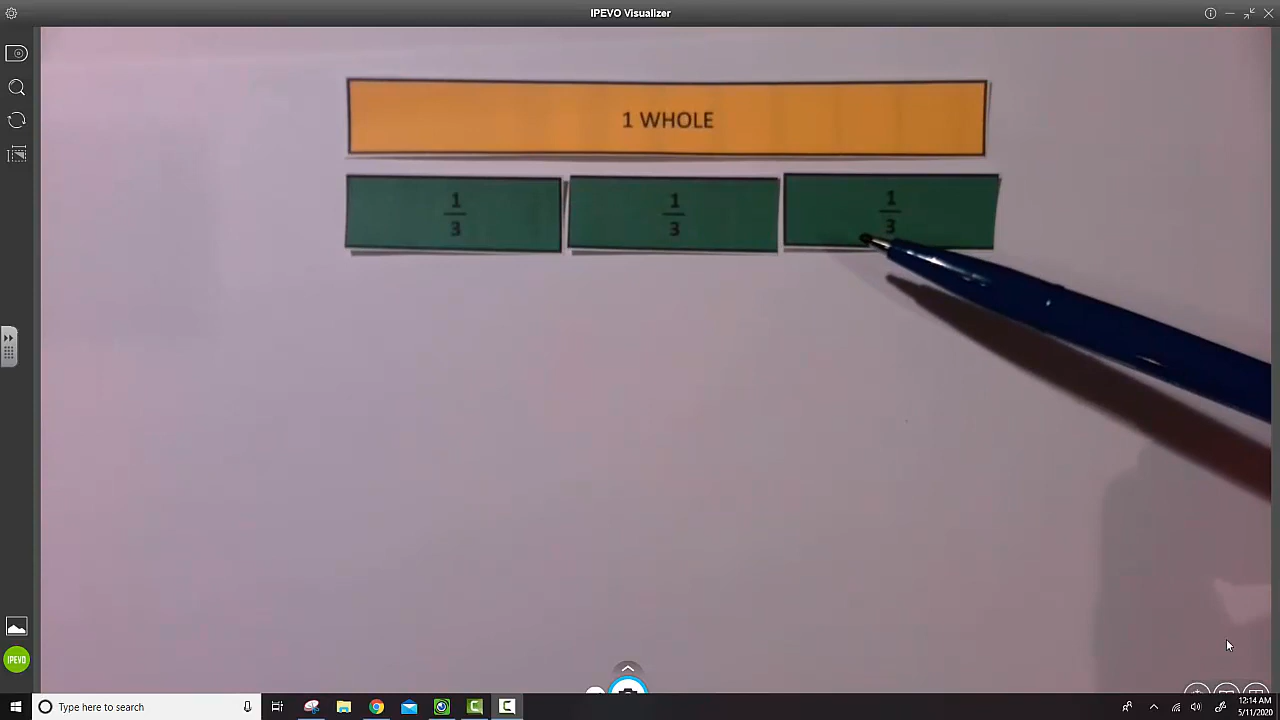 IPEVO Visualizer
1 WHOLE
1/3 1/3 1/3
IPEVO
Type here to search
12:14 AM
5/11/2020